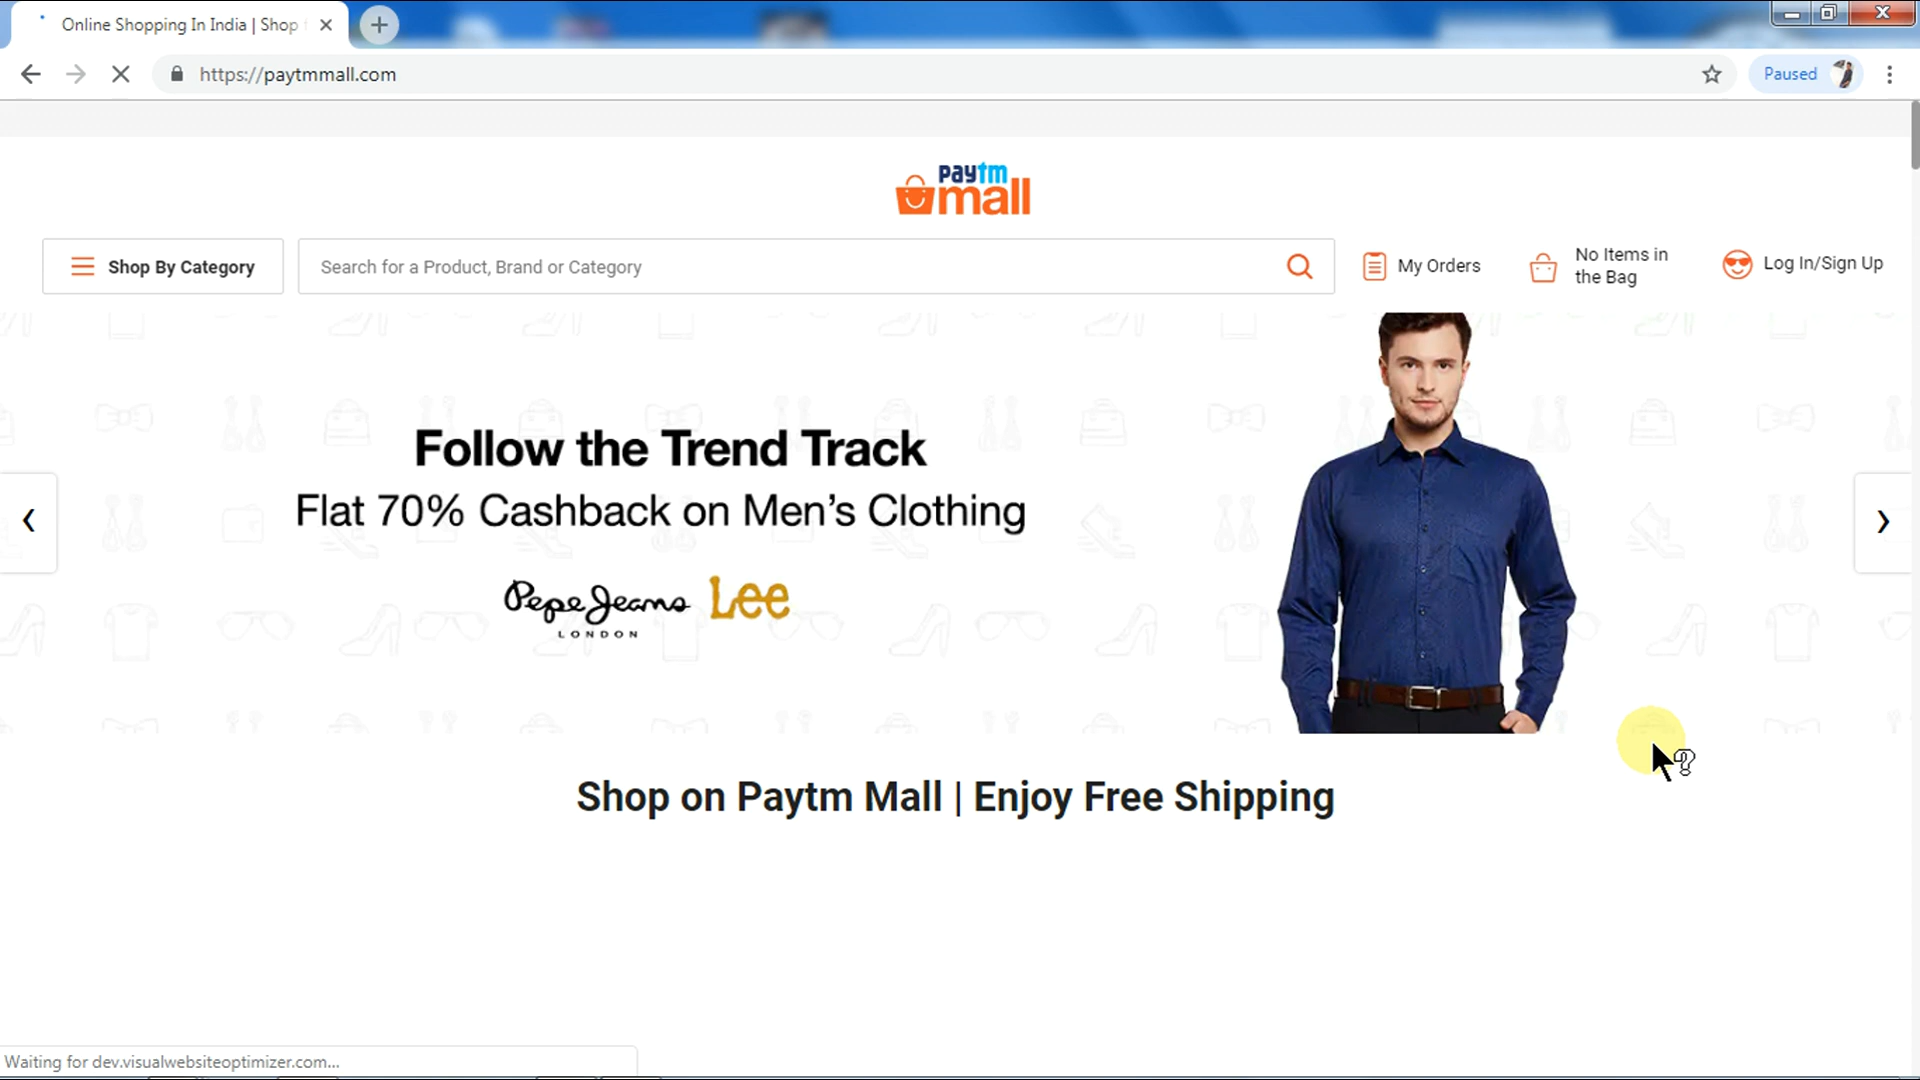 Online Shopping In India | Shop
https://paytmmall.com
Paused
paytm
mall
Shop By Category
Search for a Product, Brand or Category
My Orders
No Items in
the Bag
Log In/Sign Up
Follow the Trend Track
Flat 70% Cashback on Men's Clothing
Pepe Jeans
LONDON
Lee
Shop on Paytm Mall | Enjoy Free Shipping
Waiting for dev.visualwebsiteoptimizer.com...